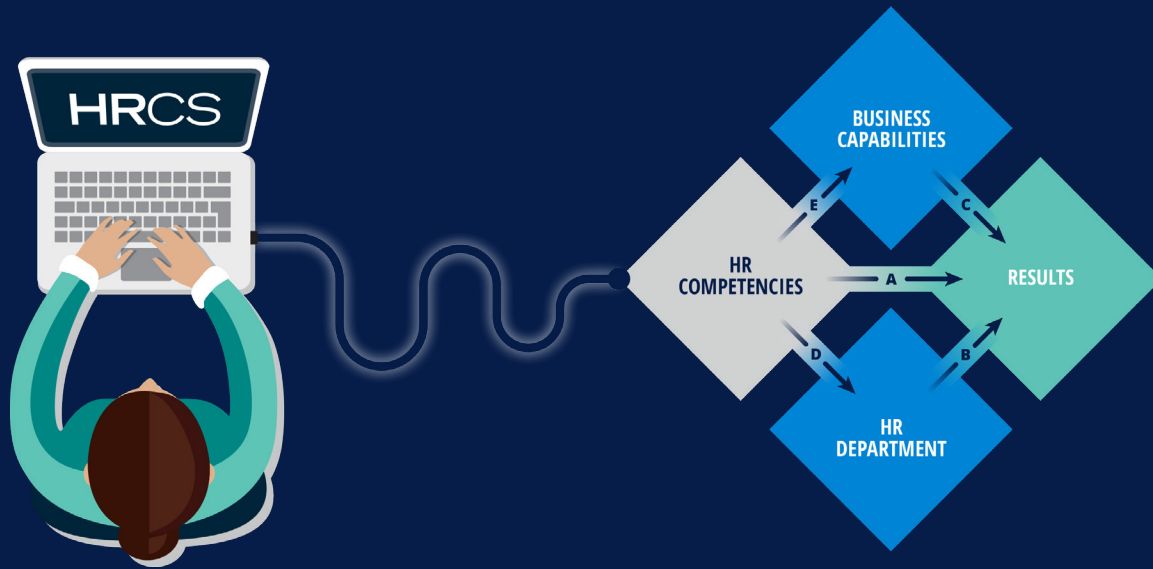 HRCS
BUSINESS
CAPABILITIES
E
C
HR
COMPETENCIES
A
RESULTS
D
B
HR
DEPARTMENT